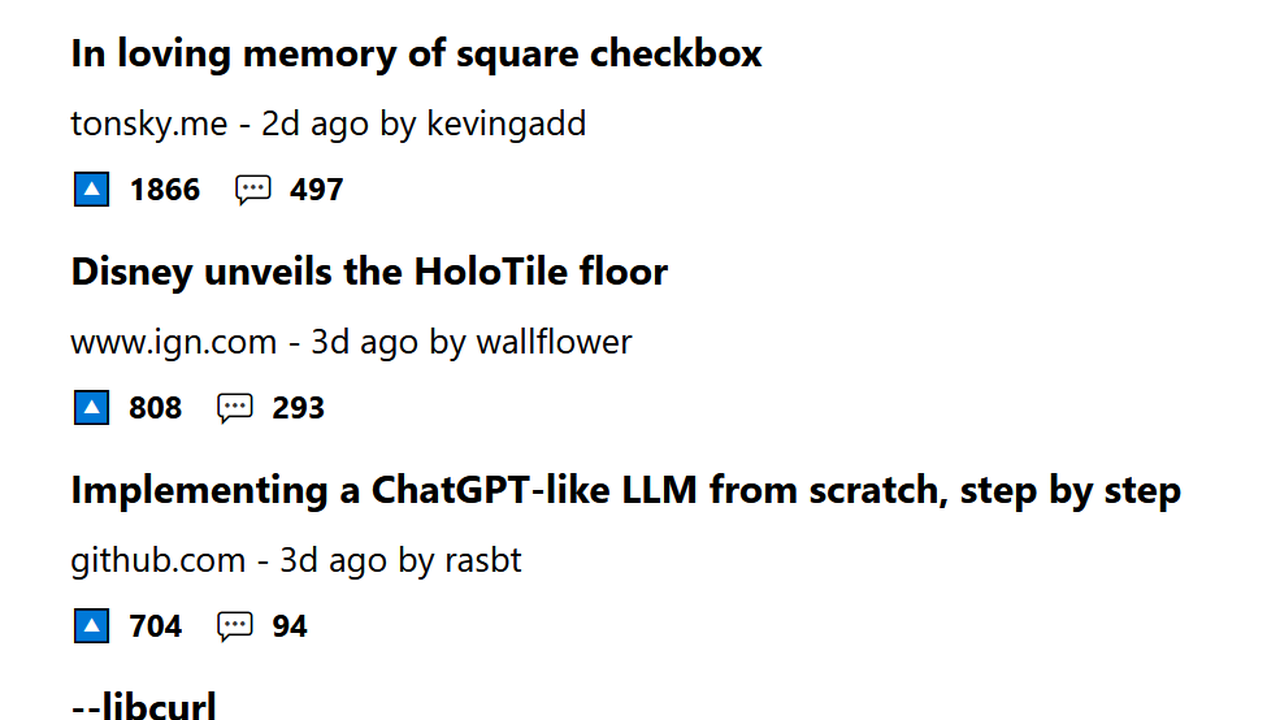 In loving memory of square checkbox
tonsky.me - 2d ago by kevingadd
1866 497
Disney unveils the HoloTile floor
www.ign.com - 3d ago by wallflower
808 293
Implementing a ChatGPT-like LLM from scratch, step by step
github.com - 3d ago by rasbt
704 94
--libcurl